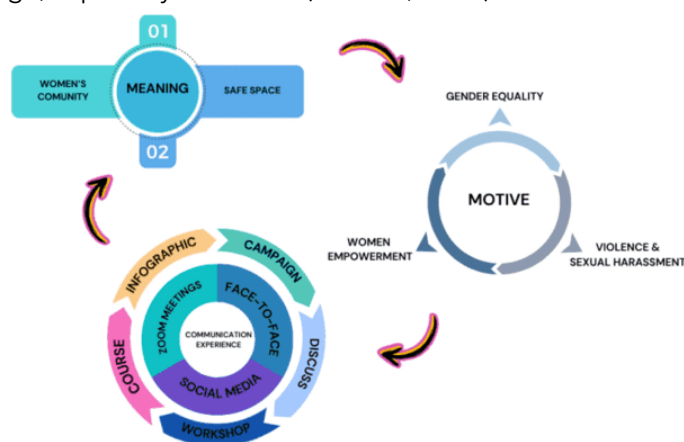 01
WOMEN'S
COMUNITY
MEANING
SAFE SPACE
02
GENDER EQUALITY
MOTIVE
WOMEN
EMPOWERMENT
VIOLENCE &
SEXUAL HARASSMENT
INFOGRAPHIC
CAMPAIGN
ZOOM MEETINGS
FACE-TO-FACE
COMMUNICATION
EXPERIENCE
COURSE
DISCUSS
SOCIAL MEDIA
WORKSHOP